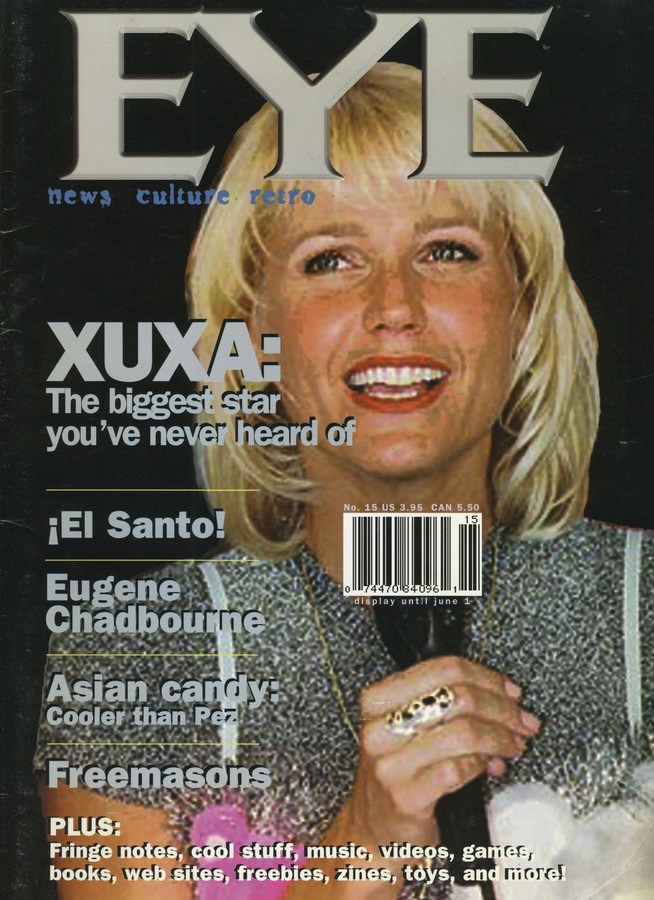 EYE
news culture retro
XUXA:
The biggest star
you've never heard of
No. 15 US 3.95 CAN 5.50
15
0 74470 84096 1
display until june 1
¡El Santo!
Eugene
Chadbourne
Asian candy:
Cooler than Pez
Freemasons
PLUS:
Fringe notes, cool stuff, music, videos, games,
books, web sites, freebies, zines, toys, and more!